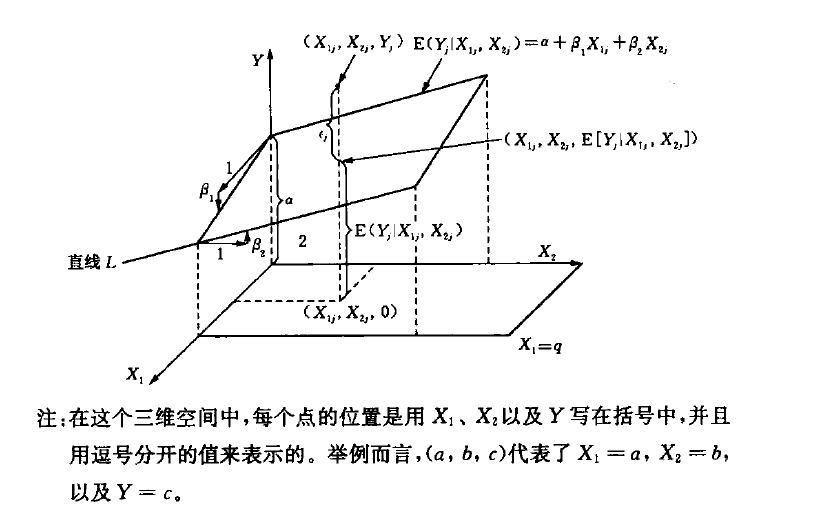 (X₁ⱼ, X₂ⱼ, Yⱼ) E(Yⱼ|X₁ⱼ, X₂ⱼ)=α+β₁X₁ⱼ+β₂X₂ⱼ
Y
εⱼ
(X₁ⱼ, X₂ⱼ, E[Yⱼ|X₁ⱼ, X₂ⱼ])
1
β₁
α
E(Yⱼ|X₁ⱼ, X₂ⱼ)
1
β₂
2
直线 L
X₂
(X₁ⱼ, X₂ⱼ, 0)
X₁=q
X₁
注:在这个三维空间中,每个点的位置是用 X₁、X₂以及 Y 写在括号中,并且
用逗号分开的值来表示的。举例而言,(a, b, c)代表了 X₁ = a, X₂ = b,
以及 Y = c。